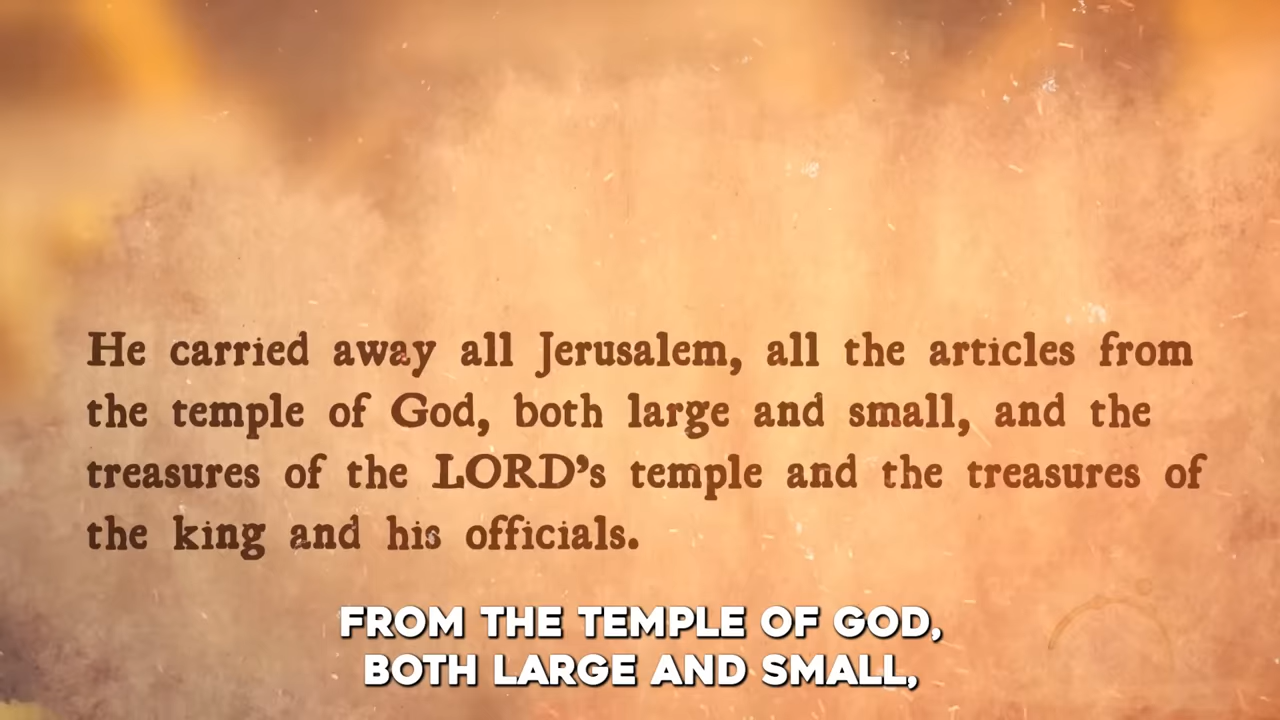 He carried away all Jerusalem, all the articles from
the temple of God, both large and small, and the
treasures of the LORD's temple and the treasures of
the king and his officials.
FROM THE TEMPLE OF GOD,
BOTH LARGE AND SMALL,